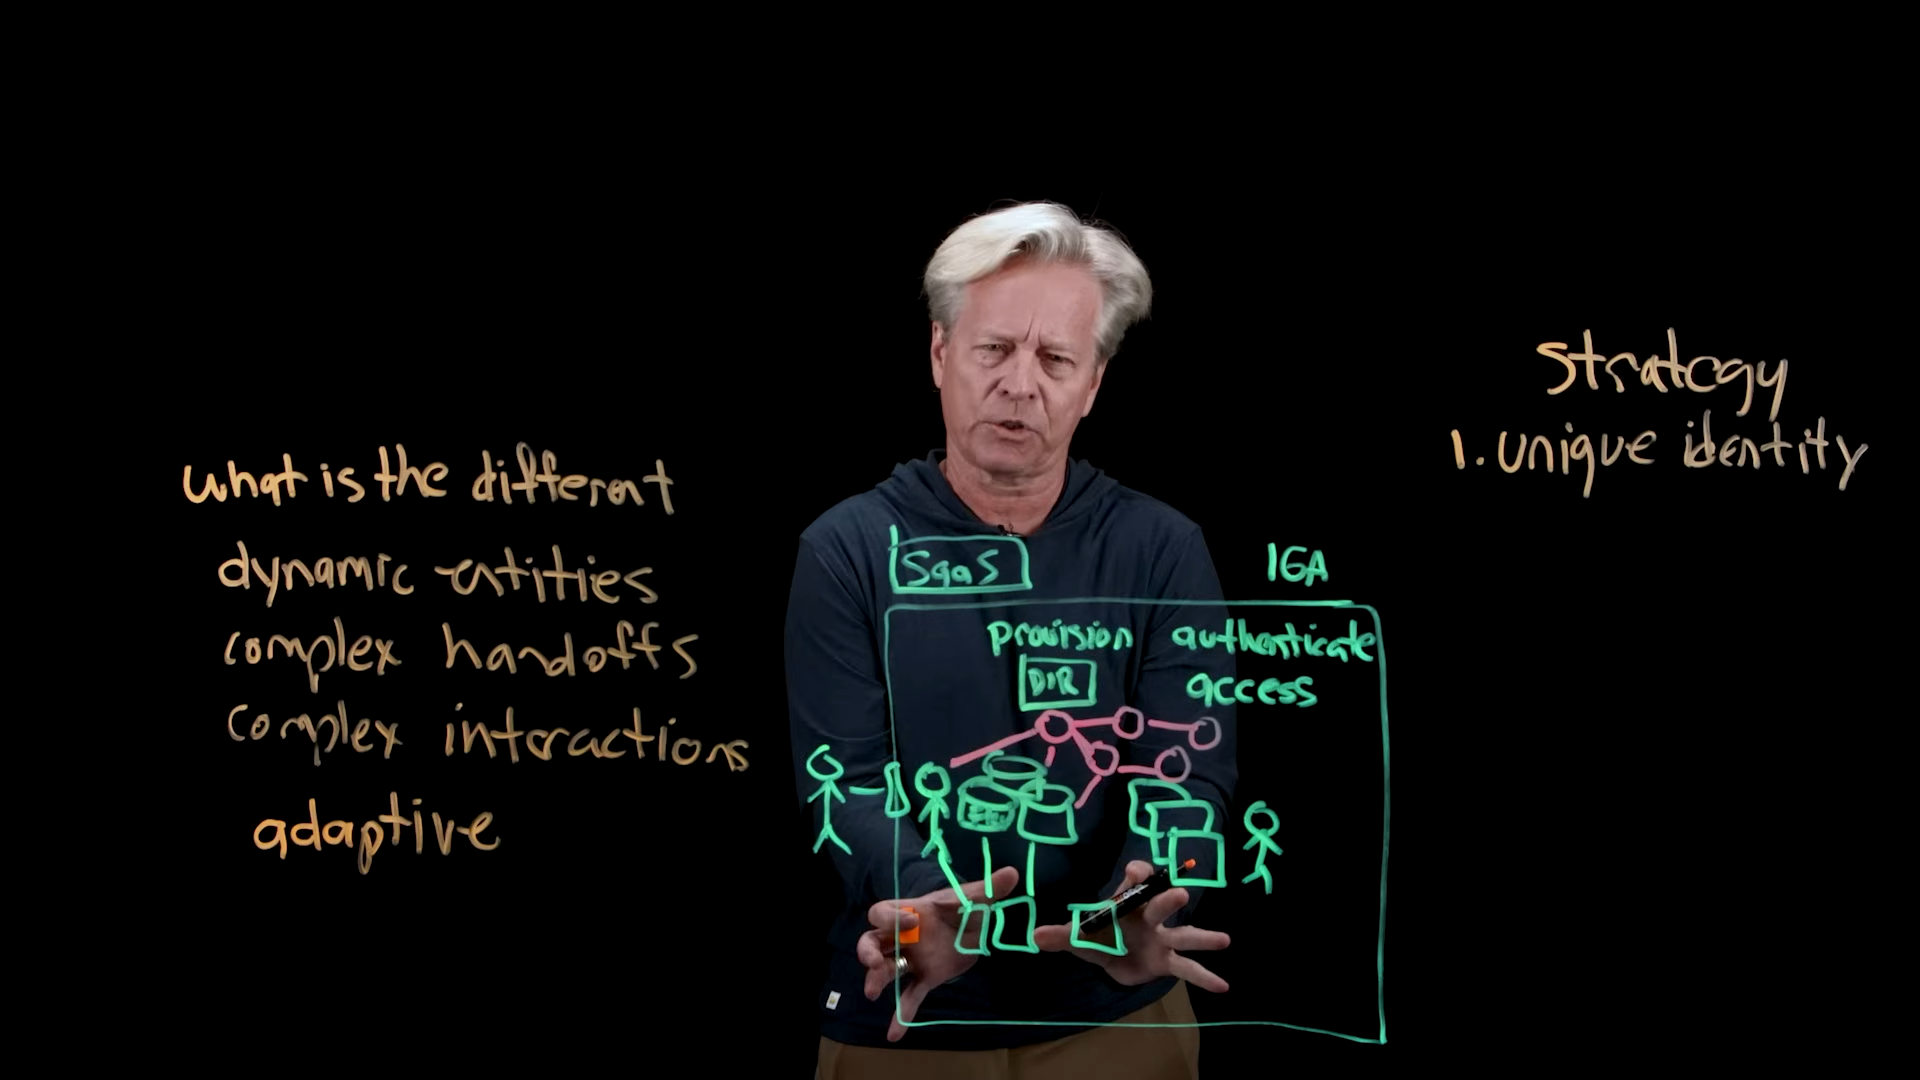 what is the different
dynamic entities
complex handoffs
complex interactions
adaptive
SaaS
IGA
provision
DIR
authenticate
access
strategy
1. unique identity